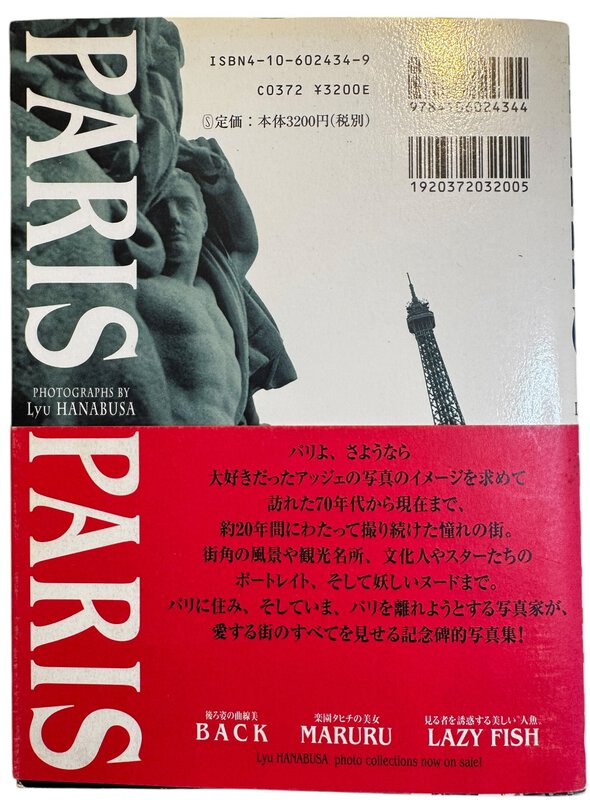 PARIS
PHOTOGRAPHS BY
Lyu HANABUSA
PARIS
ISBN4-10-602434-9
C0372 ¥3200E
Ⓢ定価：本体3200円(税別)
9784106024344
1920372032005
パリよ、さようなら
大好きだったアッジェの写真のイメージを求めて
訪れた70年代から現在まで、
約20年間にわたって撮り続けた憧れの街。
街角の風景や観光名所、文化人やスターたちの
ポートレイト、そして妖しいヌードまで。
パリに住み、そしていま、パリを離れようとする写真家が、
愛する街のすべてを見せる記念碑的写真集！
後ろ姿の曲線美
BACK
楽園タヒチの美女
MARURU
見る者を誘惑する美しい“人魚„
LAZY FISH
Lyu HANABUSA photo collections now on sale!